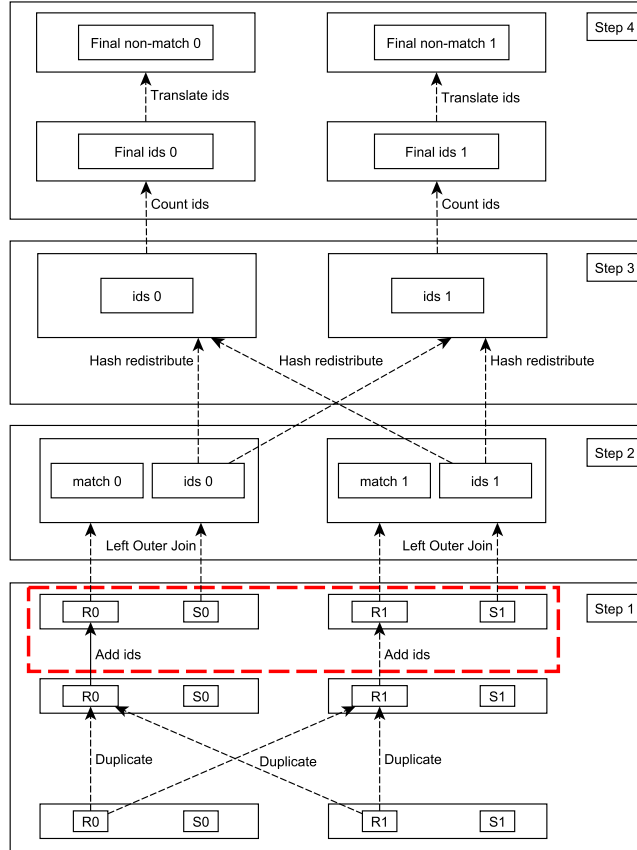 Step 4
Final non-match 0
Final non-match 1
Translate ids
Translate ids
Final ids 0
Final ids 1
Count ids
Count ids
Step 3
ids 0
ids 1
Hash redistribute
Hash redistribute
Hash redistribute
Step 2
match 0
ids 0
match 1
ids 1
Left Outer Join
Left Outer Join
Step 1
R0
S0
R1
S1
Add ids
Add ids
R0
S0
R1
S1
Duplicate
Duplicate
Duplicate
R0
S0
R1
S1